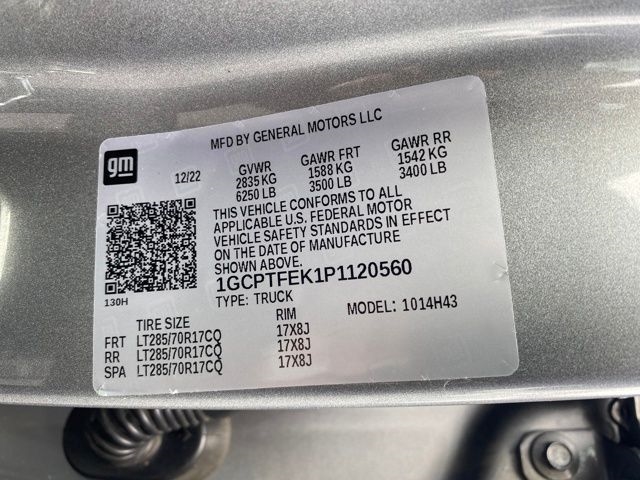 MFD BY GENERAL MOTORS LLC
gm
12/22 GVWR GAWR FRT GAWR RR
2835 KG 1588 KG 1542 KG
6250 LB 3500 LB 3400 LB
THIS VEHICLE CONFORMS TO ALL
APPLICABLE U.S. FEDERAL MOTOR
VEHICLE SAFETY STANDARDS IN EFFECT
ON THE DATE OF MANUFACTURE
SHOWN ABOVE.
130H
1GCPTFEK1P1120560
TYPE: TRUCK MODEL: 1014H43
TIRE SIZE RIM
FRT LT285/70R17CQ 17X8J
RR LT285/70R17CQ 17X8J
SPA LT285/70R17CQ 17X8J